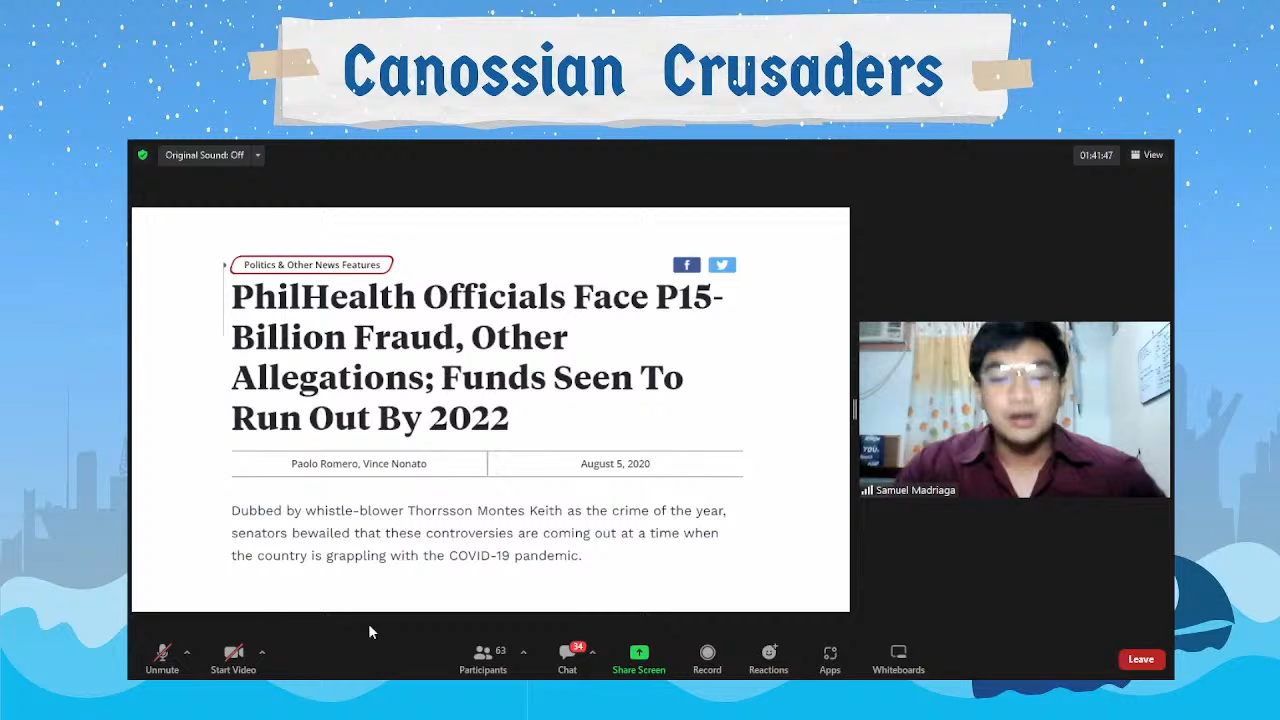 Canossian Crusaders
Original Sound: Off
01:41:47
View
Politics & Other News Features
PhilHealth Officials Face P15-
Billion Fraud, Other
Allegations; Funds Seen To
Run Out By 2022
Paolo Romero, Vince Nonato
August 5, 2020
Dubbed by whistle-blower Thorrsson Montes Keith as the crime of the year,
senators bewailed that these controversies are coming out at a time when
the country is grappling with the COVID-19 pandemic.
YOU.
Samuel Madriaga
Unmute
Start Video
63
Participants
34
Chat
Share Screen
Record
Reactions
Apps
Whiteboards
Leave